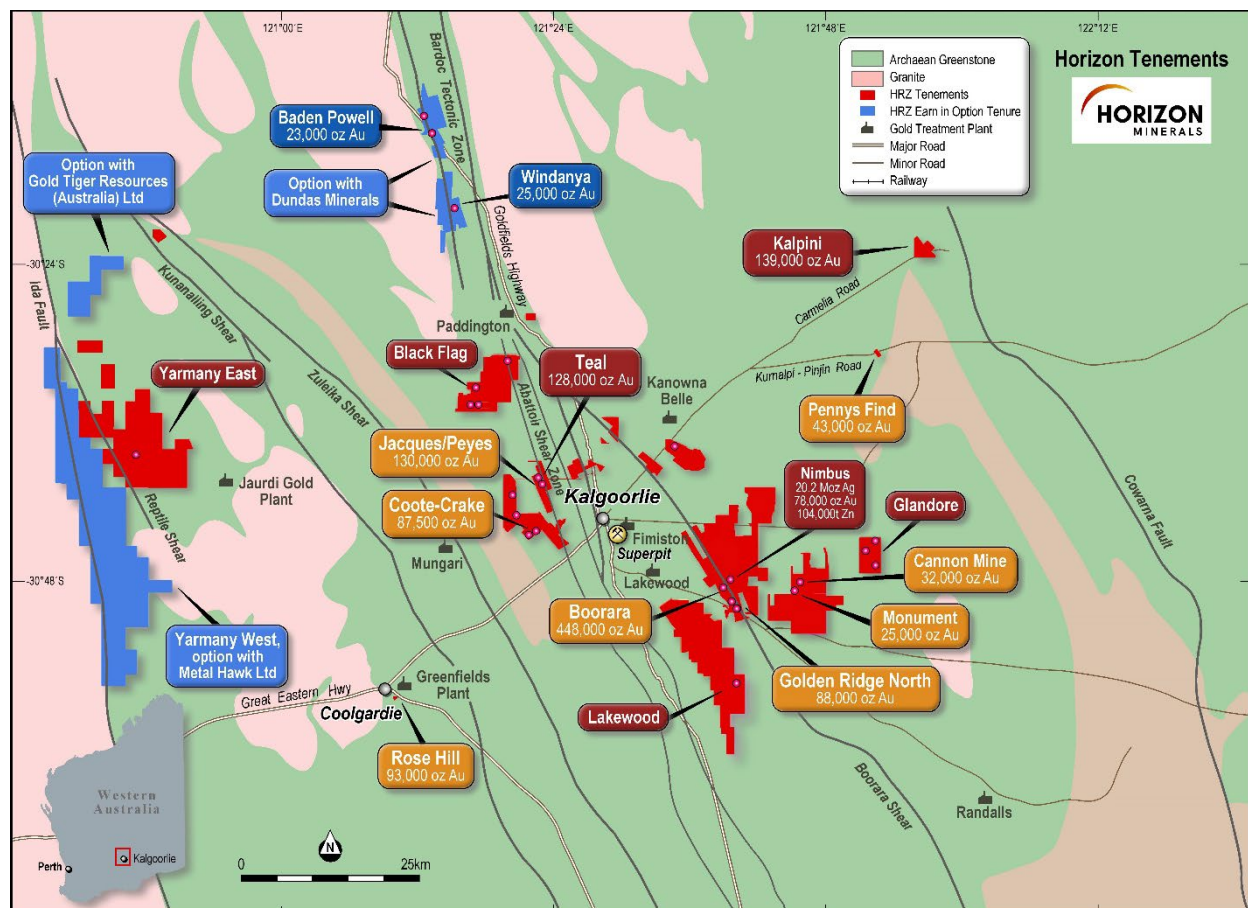 121°00'
121°24'
121°48'
122°12'
Horizon Tenements
HORIZON
MINERALS
Archaean Greenstone
Granite
HRZ Tenements
HRZ Earn in Option Tenure
Gold Treatment Plant
Major Road
Minor Road
Railway
Bardoc Tectonic Zone
Baden Powell
23,000 oz Au
Option with
Gold Tiger Resources
(Australia) Ltd
Option with
Dundas Minerals
Windanya
25,000 oz Au
Goldfields Highway
Kalpini
139,000 oz Au
-30°24'S
Ida Fault
Kunanalling Shear
Carmelia Road
Paddington
Zuleika Shear
Black Flag
Teal
128,000 oz Au
Kurnalpi - Pinjin Road
Yarmany East
Abattoir Shear Zone
Kanowna
Belle
Pennys Find
43,000 oz Au
Jacques/Peyes
130,000 oz Au
Nimbus
20.2 Moz Ag
78,000 oz Au
104,000t Zn
Cowarna Fault
Jaurdi Gold
Plant
Reptile Shear
Coote-Crake
87,500 oz Au
Kalgoorlie
Glandore
Fimiston
Superpit
Mungari
Lakewood
Cannon Mine
32,000 oz Au
-30°48'S
Boorara
448,000 oz Au
Monument
25,000 oz Au
Yarmany West,
option with
Metal Hawk Ltd
Greenfields
Plant
Golden Ridge North
88,000 oz Au
Great Eastern Hwy
Coolgardie
Lakewood
Rose Hill
93,000 oz Au
Boorara Shear
Randalls
Western
Australia
Perth
Kalgoorlie
N
0
25km